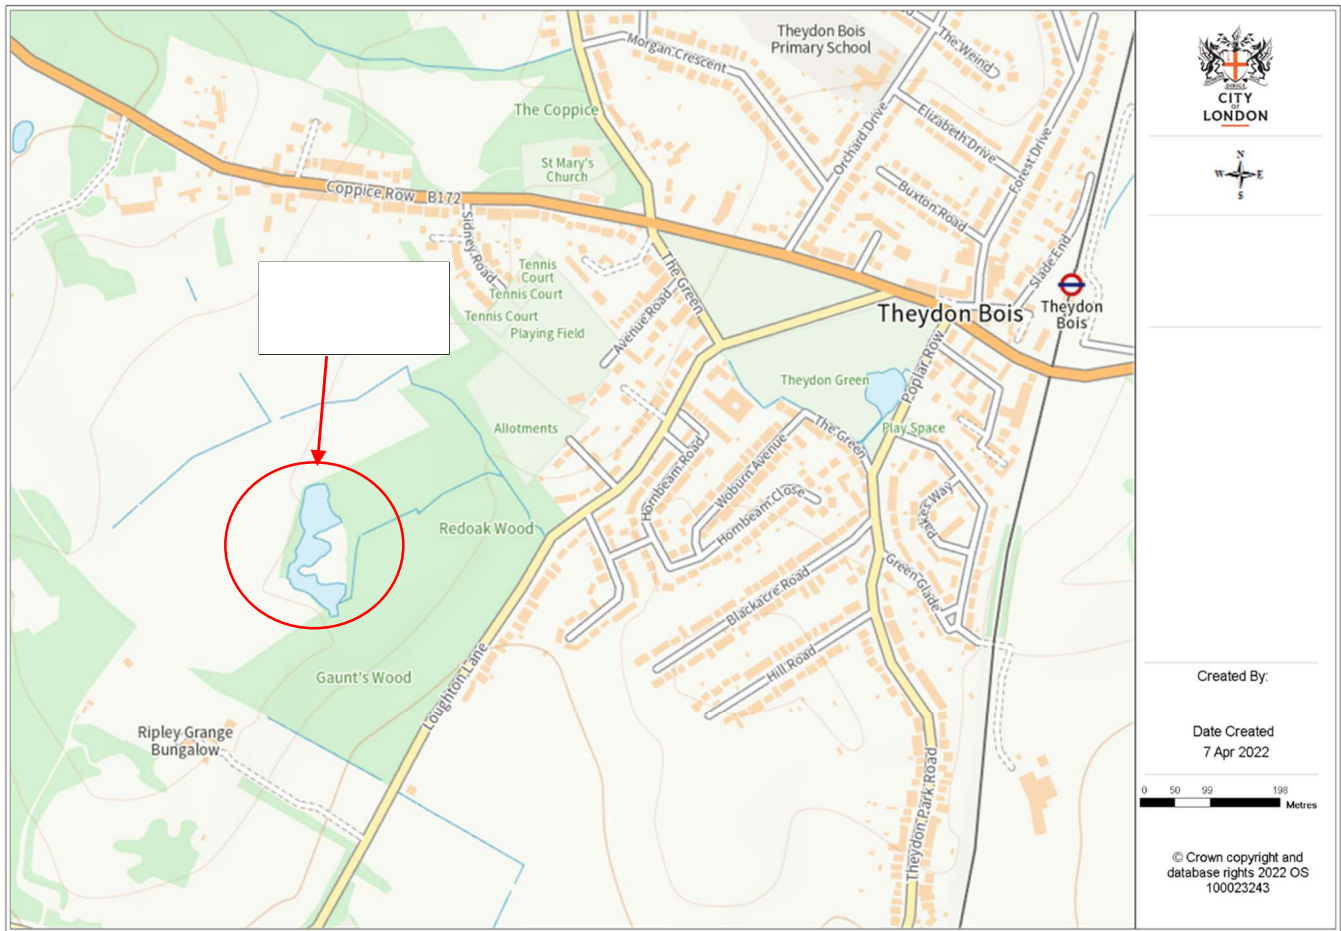 Morgan Crescent
Theydon Bois
Primary School
The Weind
The Coppice
Orchard Drive
Elizabeth Drive
Forest Drive
St Mary's
Church
Coppice Row
B172
Buxton Road
Sidney Road
The Green
Slade End
Tennis
Court
Tennis Court
Tennis Court
Playing Field
Avenue Road
Theydon Bois
Theydon
Bois
Poplar Row
Theydon Green
Allotments
The Green
Play Space
Hornbeam Road
Woburn Avenue
Hornbeam Close
Redoak Wood
Blackacre Road
Green Glade
Hill Road
Gaunt's Wood
Loughton Lane
Ripley Grange
Bungalow
Theydon Park Road
DIRIGE
CITY
OF
LONDON
N
W E
S
Created By:
Date Created
7 Apr 2022
0 50 99 198
Metres
© Crown copyright and
database rights 2022 OS
100023243